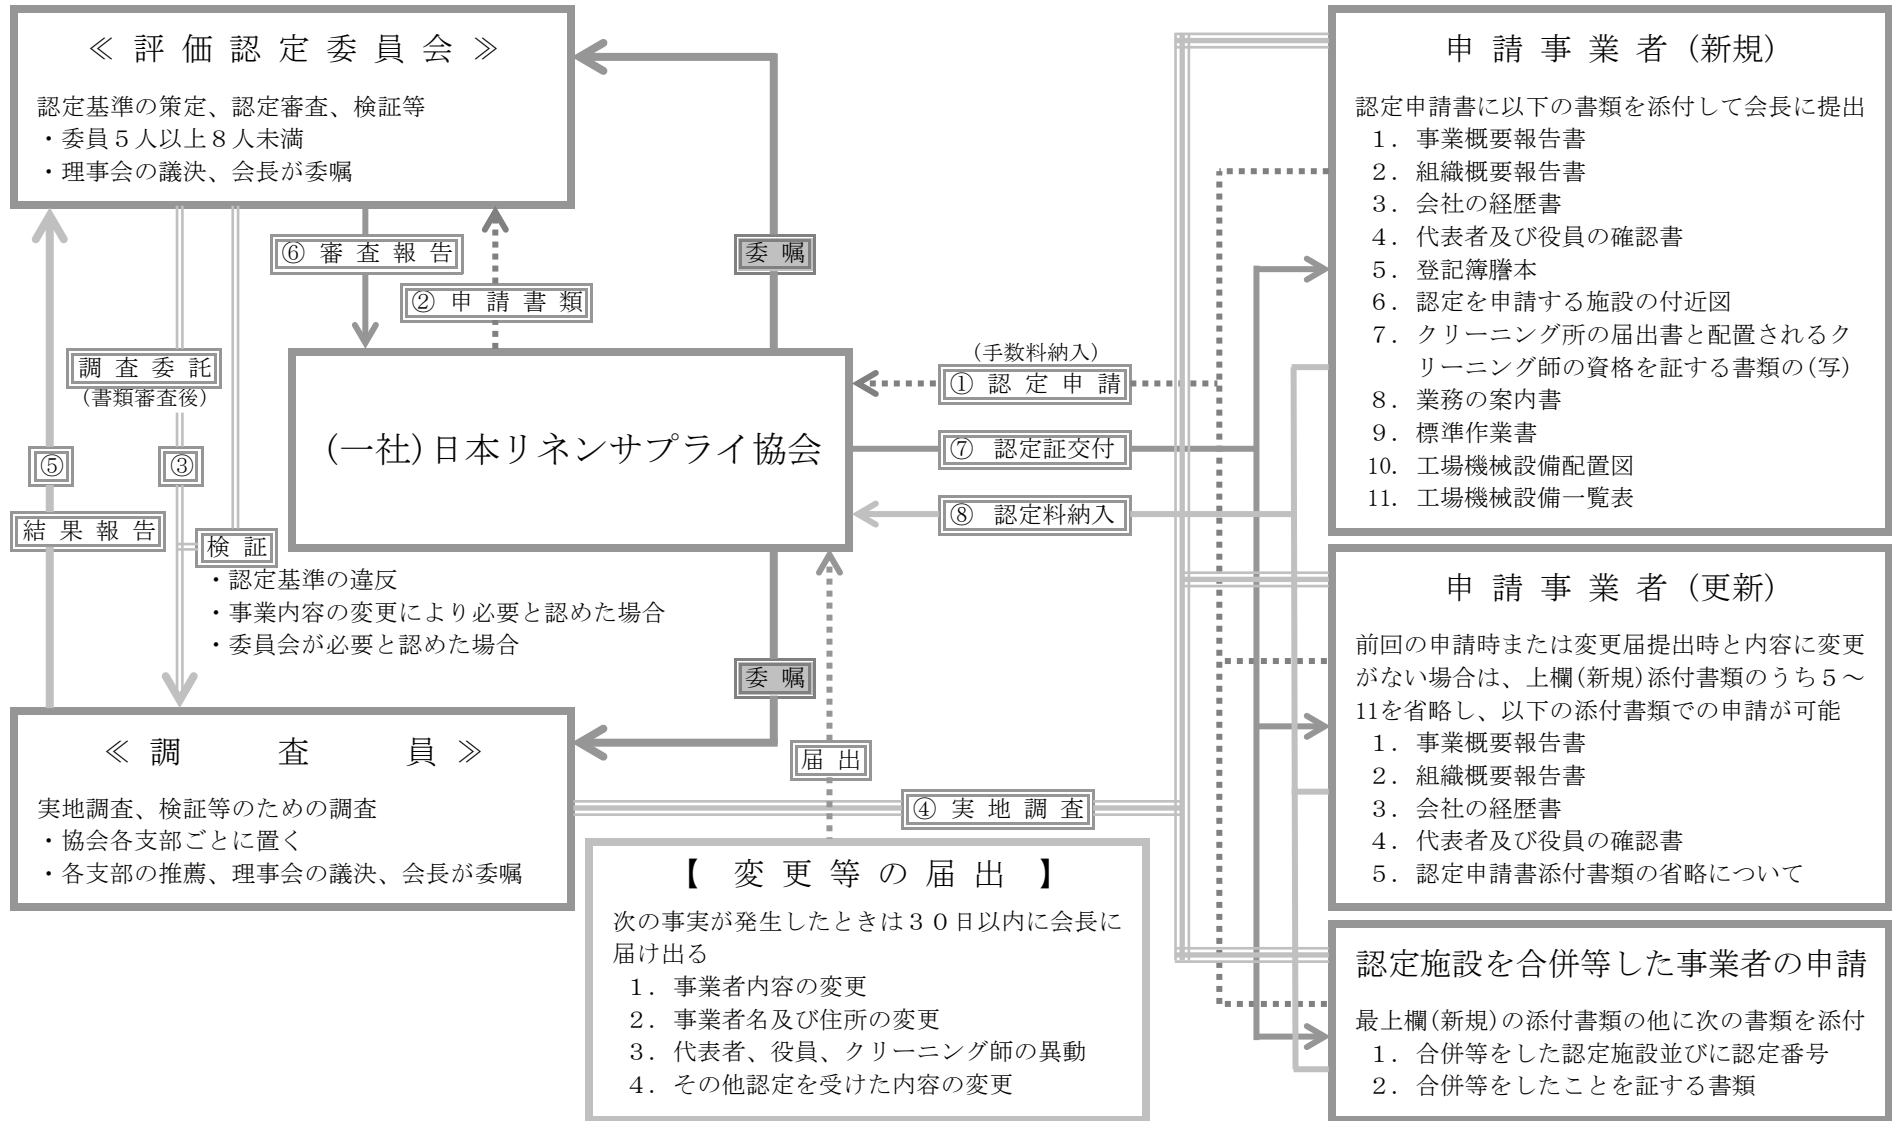 ≪ 評 価 認 定 委 員 会 ≫
認定基準の策定、認定審査、検証等
・委員５人以上８人未満
・理事会の議決、会長が委嘱
委 嘱
⑥ 審 査 報 告
② 申 請 書 類
調 査 委 託
(書類審査後)
⑤
③
結 果 報 告
検 証
・認定基準の違反
・事業内容の変更により必要と認めた場合
・委員会が必要と認めた場合
(一社)日本リネンサプライ協会
(手数料納入)
① 認 定 申 請
⑦ 認定証交付
⑧ 認定料納入
委 嘱
届 出
≪ 調 査 員 ≫
実地調査、検証等のための調査
・協会各支部ごとに置く
・各支部の推薦、理事会の議決、会長が委嘱
④ 実 地 調 査
【 変 更 等 の 届 出 】
次の事実が発生したときは３０日以内に会長に
届け出る
１. 事業者内容の変更
２. 事業者名及び住所の変更
３. 代表者、役員、クリーニング師の異動
４. その他認定を受けた内容の変更
申 請 事 業 者 (新規)
認定申請書に以下の書類を添付して会長に提出
１. 事業概要報告書
２. 組織概要報告書
３. 会社の経歴書
４. 代表者及び役員の確認書
５. 登記簿謄本
６. 認定を申請する施設の付近図
７. クリーニング所の届出書と配置されるク
リーニング師の資格を証する書類の(写)
８. 業務の案内書
９. 標準作業書
10. 工場機械設備配置図
11. 工場機械設備一覧表
申 請 事 業 者 (更新)
前回の申請時または変更届提出時と内容に変更
がない場合は、上欄(新規)添付書類のうち５～
11を省略し、以下の添付書類での申請が可能
１. 事業概要報告書
２. 組織概要報告書
３. 会社の経歴書
４. 代表者及び役員の確認書
５. 認定申請書添付書類の省略について
認定施設を合併等した事業者の申請
最上欄(新規)の添付書類の他に次の書類を添付
１. 合併等をした認定施設並びに認定番号
２. 合併等をしたことを証する書類